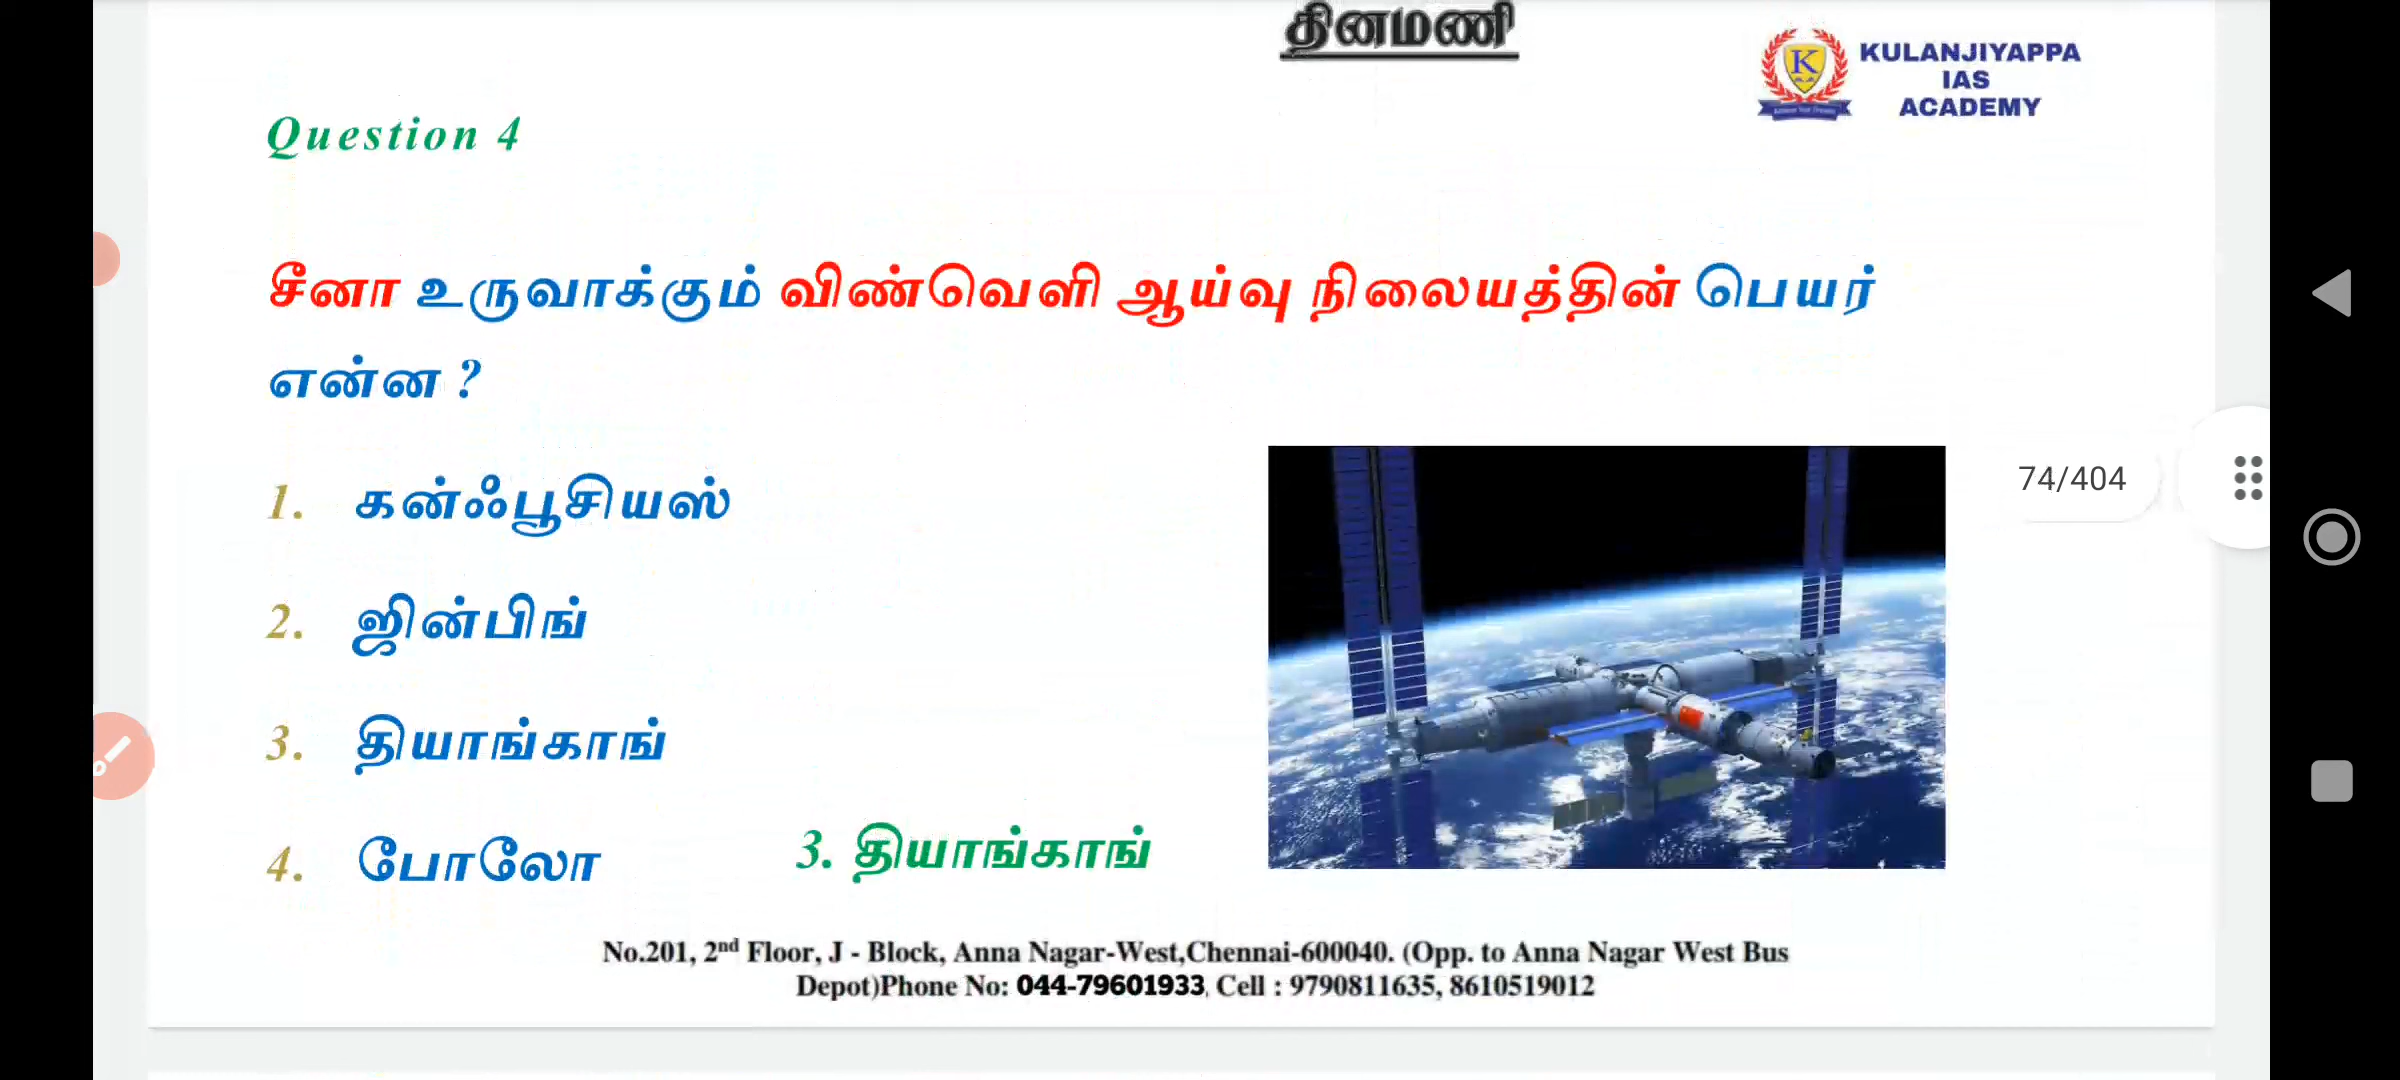 தினமணி
KULANJIYAPPA
IAS
ACADEMY
Question 4
சீனா உருவாக்கும் விண்வெளி ஆய்வு நிலையத்தின் பெயர்
என்ன ?
1. கன்ஃபூசியஸ்
2. ஜின்பிங்
3. தியாங்காங்
4. போலோ
3. தியாங்காங்
74/404
No.201, 2nd Floor, J - Block, Anna Nagar-West,Chennai-600040. (Opp. to Anna Nagar West Bus
Depot)Phone No: 044-79601933, Cell : 9790811635, 8610519012